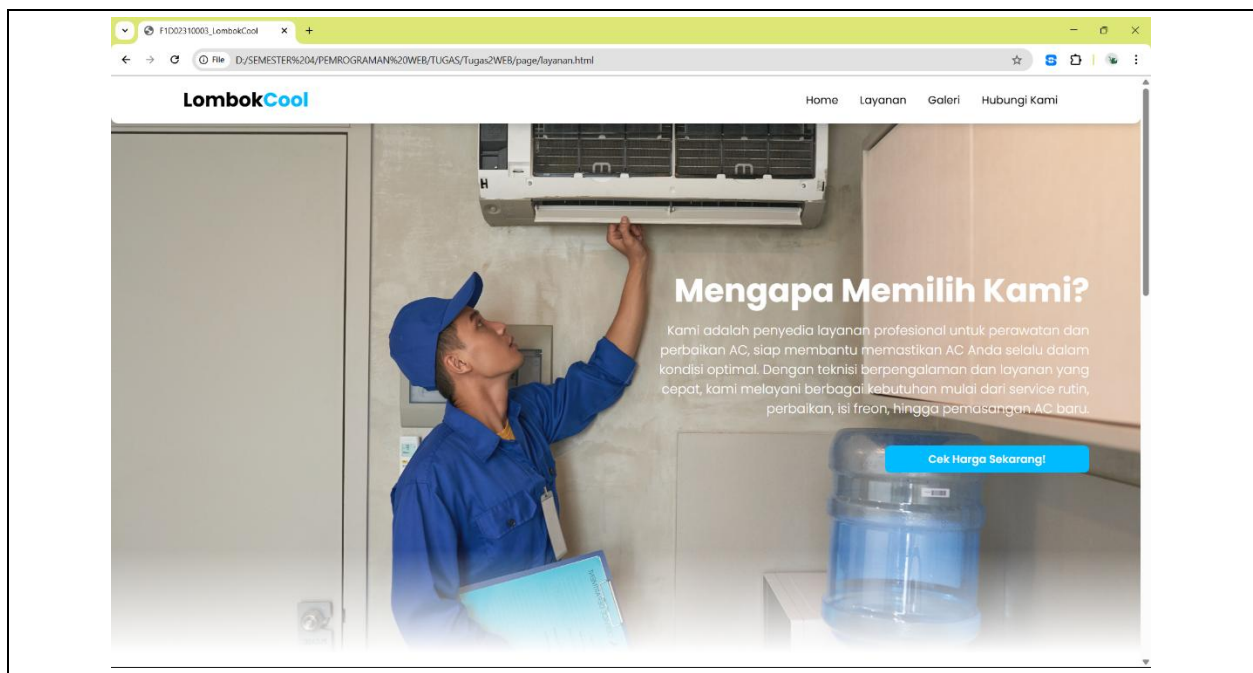 F1D02310003_LombokCool
File D:/SEMESTER%204/PEMROGRAMAN%20WEB/TUGAS/Tugas2WEB/page/layanan.html
LombokCool Home Layanan Galeri Hubungi Kami
Mengapa Memilih Kami?
Kami adalah penyedia layanan profesional untuk perawatan dan
perbaikan AC, siap membantu memastikan AC Anda selalu dalam
kondisi optimal. Dengan teknisi berpengalaman dan layanan yang
cepat, kami melayani berbagai kebutuhan mulai dari service rutin,
perbaikan, isi freon, hingga pemasangan AC baru.
Cek Harga Sekarang!